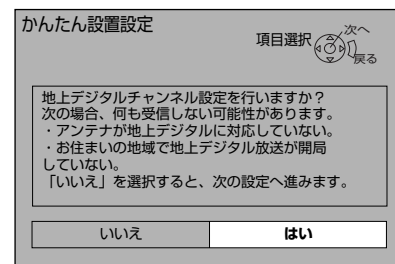 かんたん設置設定
項目選択
次へ
戻る
地上デジタルチャンネル設定を行いますか？
次の場合、何も受信しない可能性があります。
・アンテナが地上デジタルに対応していない。
・お住まいの地域で地上デジタル放送が開局
していない。
「いいえ」を選択すると、次の設定へ進みます。
いいえ
はい